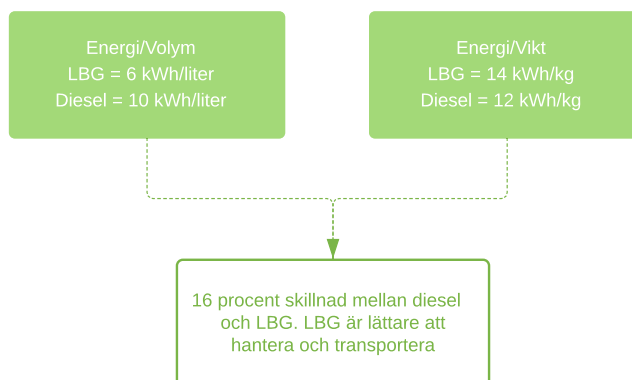 Energi/Volym
LBG = 6 kWh/liter
Diesel = 10 kWh/liter
Energi/Vikt
LBG = 14 kWh/kg
Diesel = 12 kWh/kg
16 procent skillnad mellan diesel
och LBG. LBG är lättare att
hantera och transportera